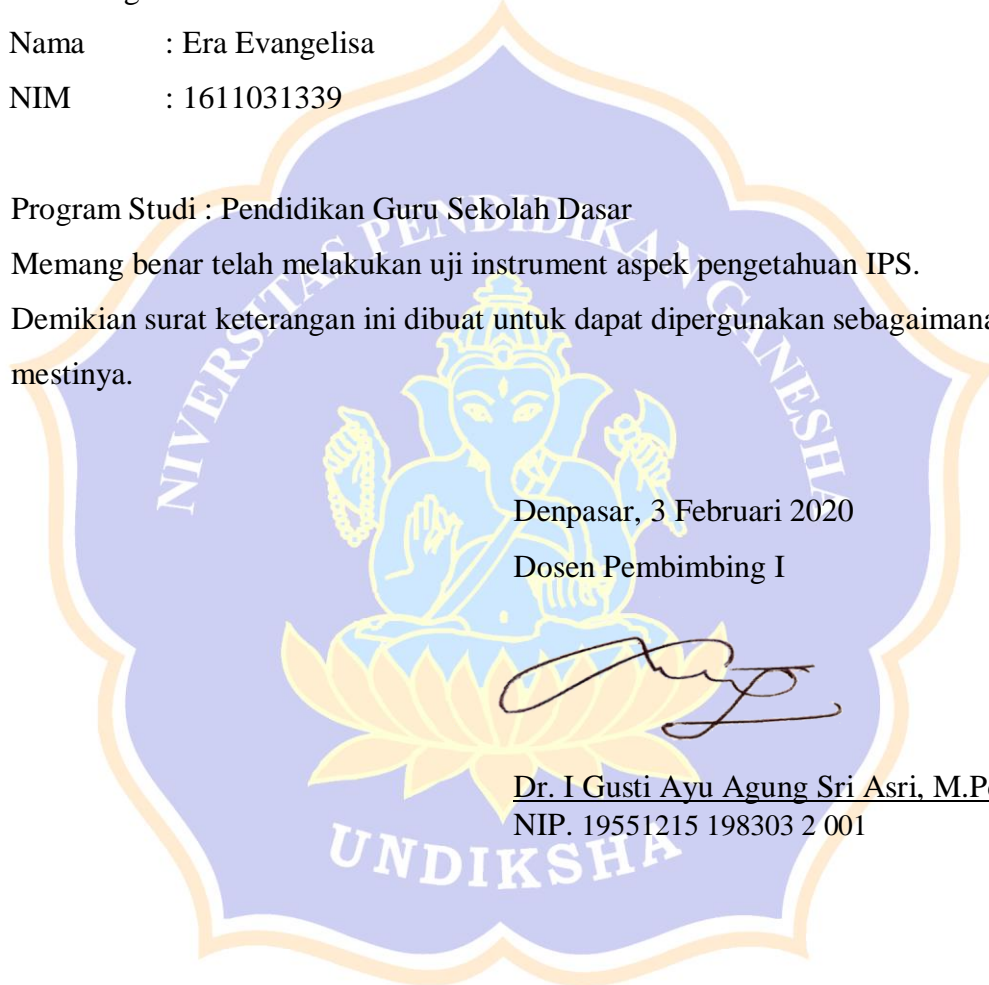 Nama : Era Evangelisa
NIM : 1611031339
Program Studi : Pendidikan Guru Sekolah Dasar
Memang benar telah melakukan uji instrument aspek pengetahuan IPS.
Demikian surat keterangan ini dibuat untuk dapat dipergunakan sebagaimana
mestinya.
NIVERSITAS PENDIDIKAN GANESHA
Denpasar, 3 Februari 2020
Dosen Pembimbing I
Dr. I Gusti Ayu Agung Sri Asri, M.P
NIP. 19551215 198303 2 001
UNDIKSHA